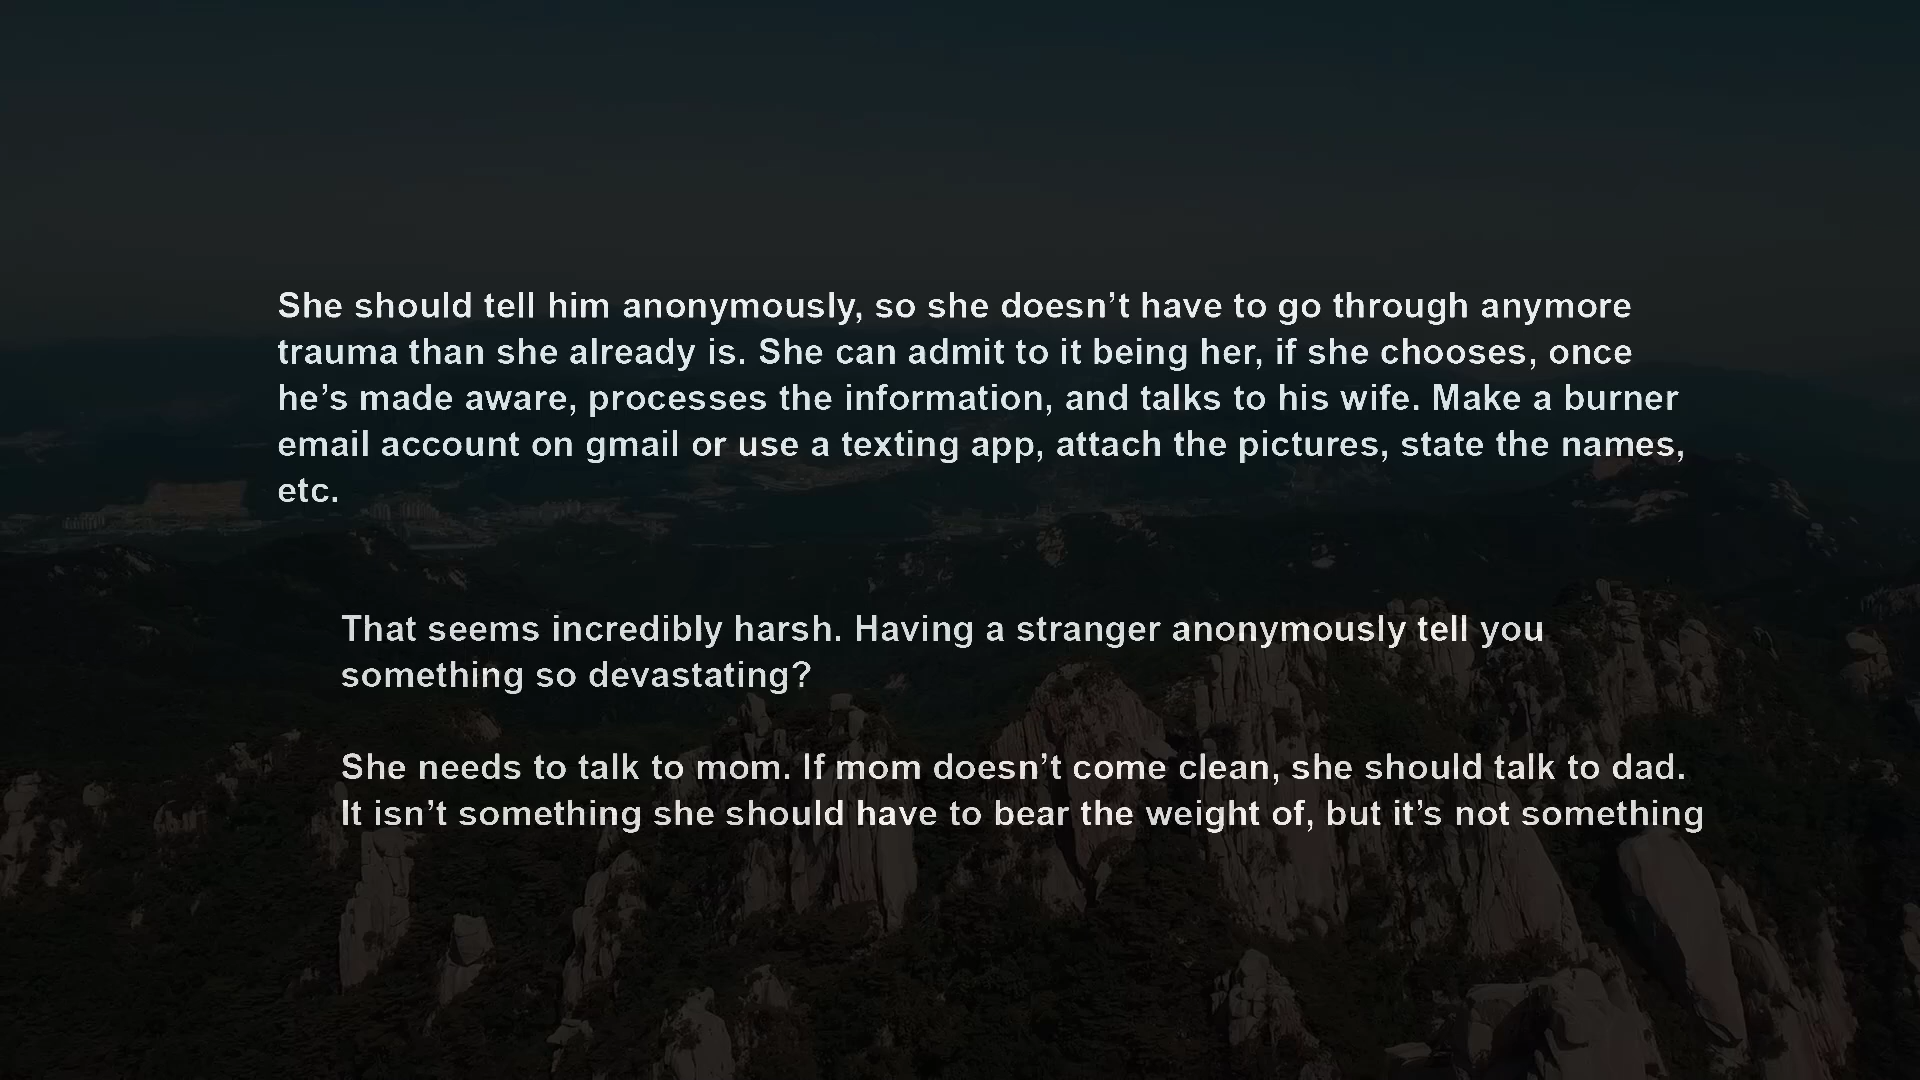 She should tell him anonymously, so she doesn’t have to go through anymore
trauma than she already is. She can admit to it being her, if she chooses, once
he’s made aware, processes the information, and talks to his wife. Make a burner
email account on gmail or use a texting app, attach the pictures, state the names,
etc.
That seems incredibly harsh. Having a stranger anonymously tell you
something so devastating?
She needs to talk to mom. If mom doesn’t come clean, she should talk to dad.
It isn’t something she should have to bear the weight of, but it’s not something